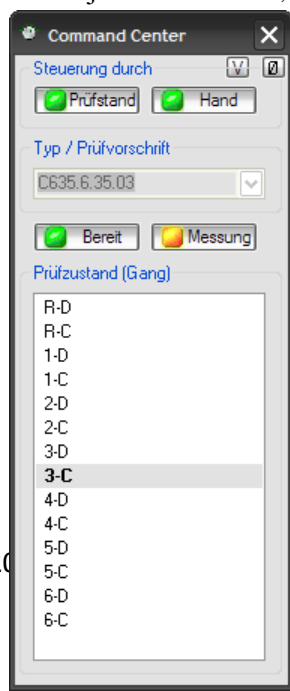 Command Center
Steuerung durch V 0
Prüfstand Hand
Typ / Prüfvorschrift
C635.6.35.03
Bereit Messung
Prüfzustand (Gang)
R-D
R-C
1-D
1-C
2-D
2-C
3-D
3-C
4-D
4-C
5-D
5-C
6-D
6-C